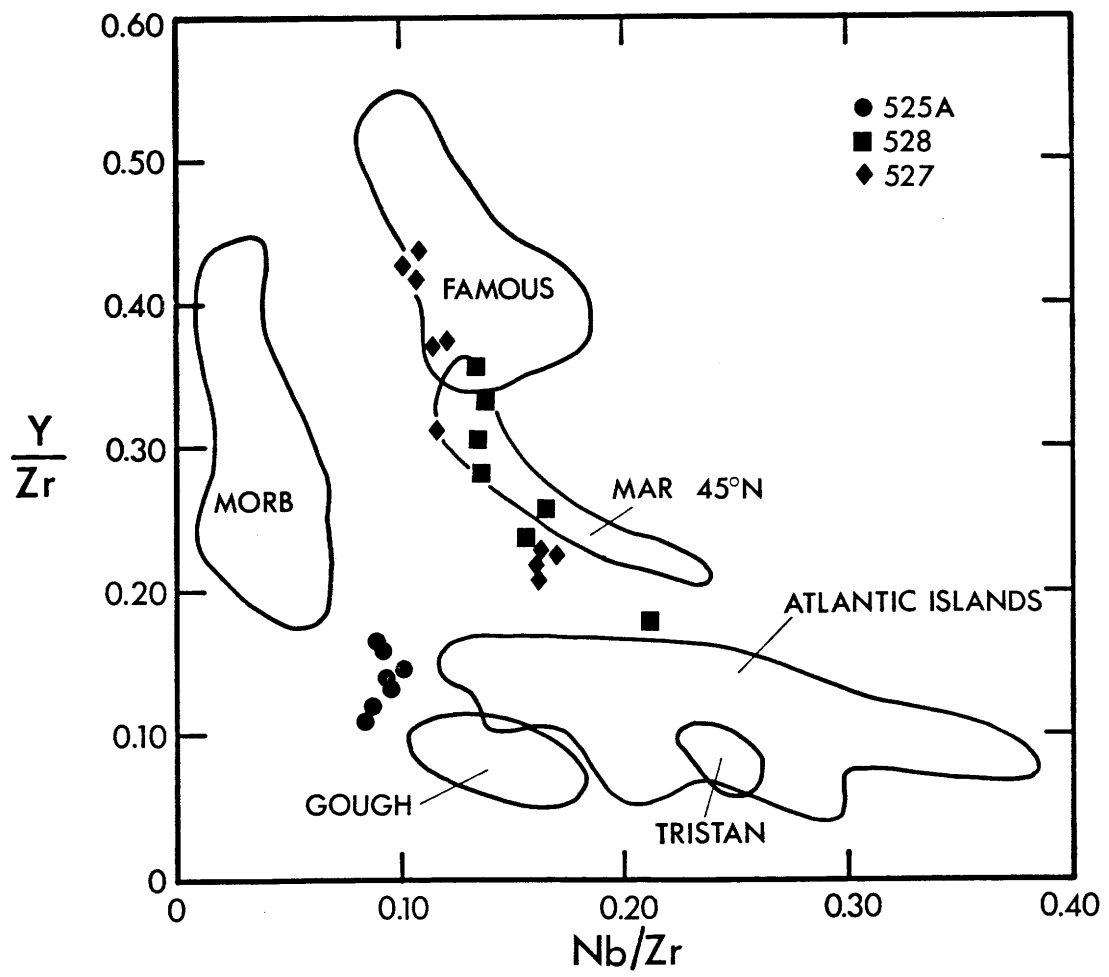 0.60
525A
528
527
0.50
0.40
FAMOUS
Y
Zr
0.30
MORB
MAR 45°N
0.20
ATLANTIC ISLANDS
0.10
GOUGH
TRISTAN
0
0 0.10 0.20 0.30 0.40
Nb/Zr